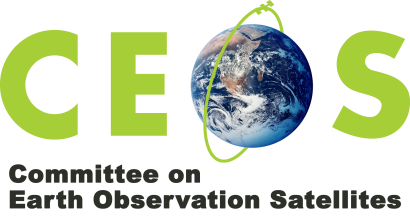 CEOS
Committee on
Earth Observation Satellites